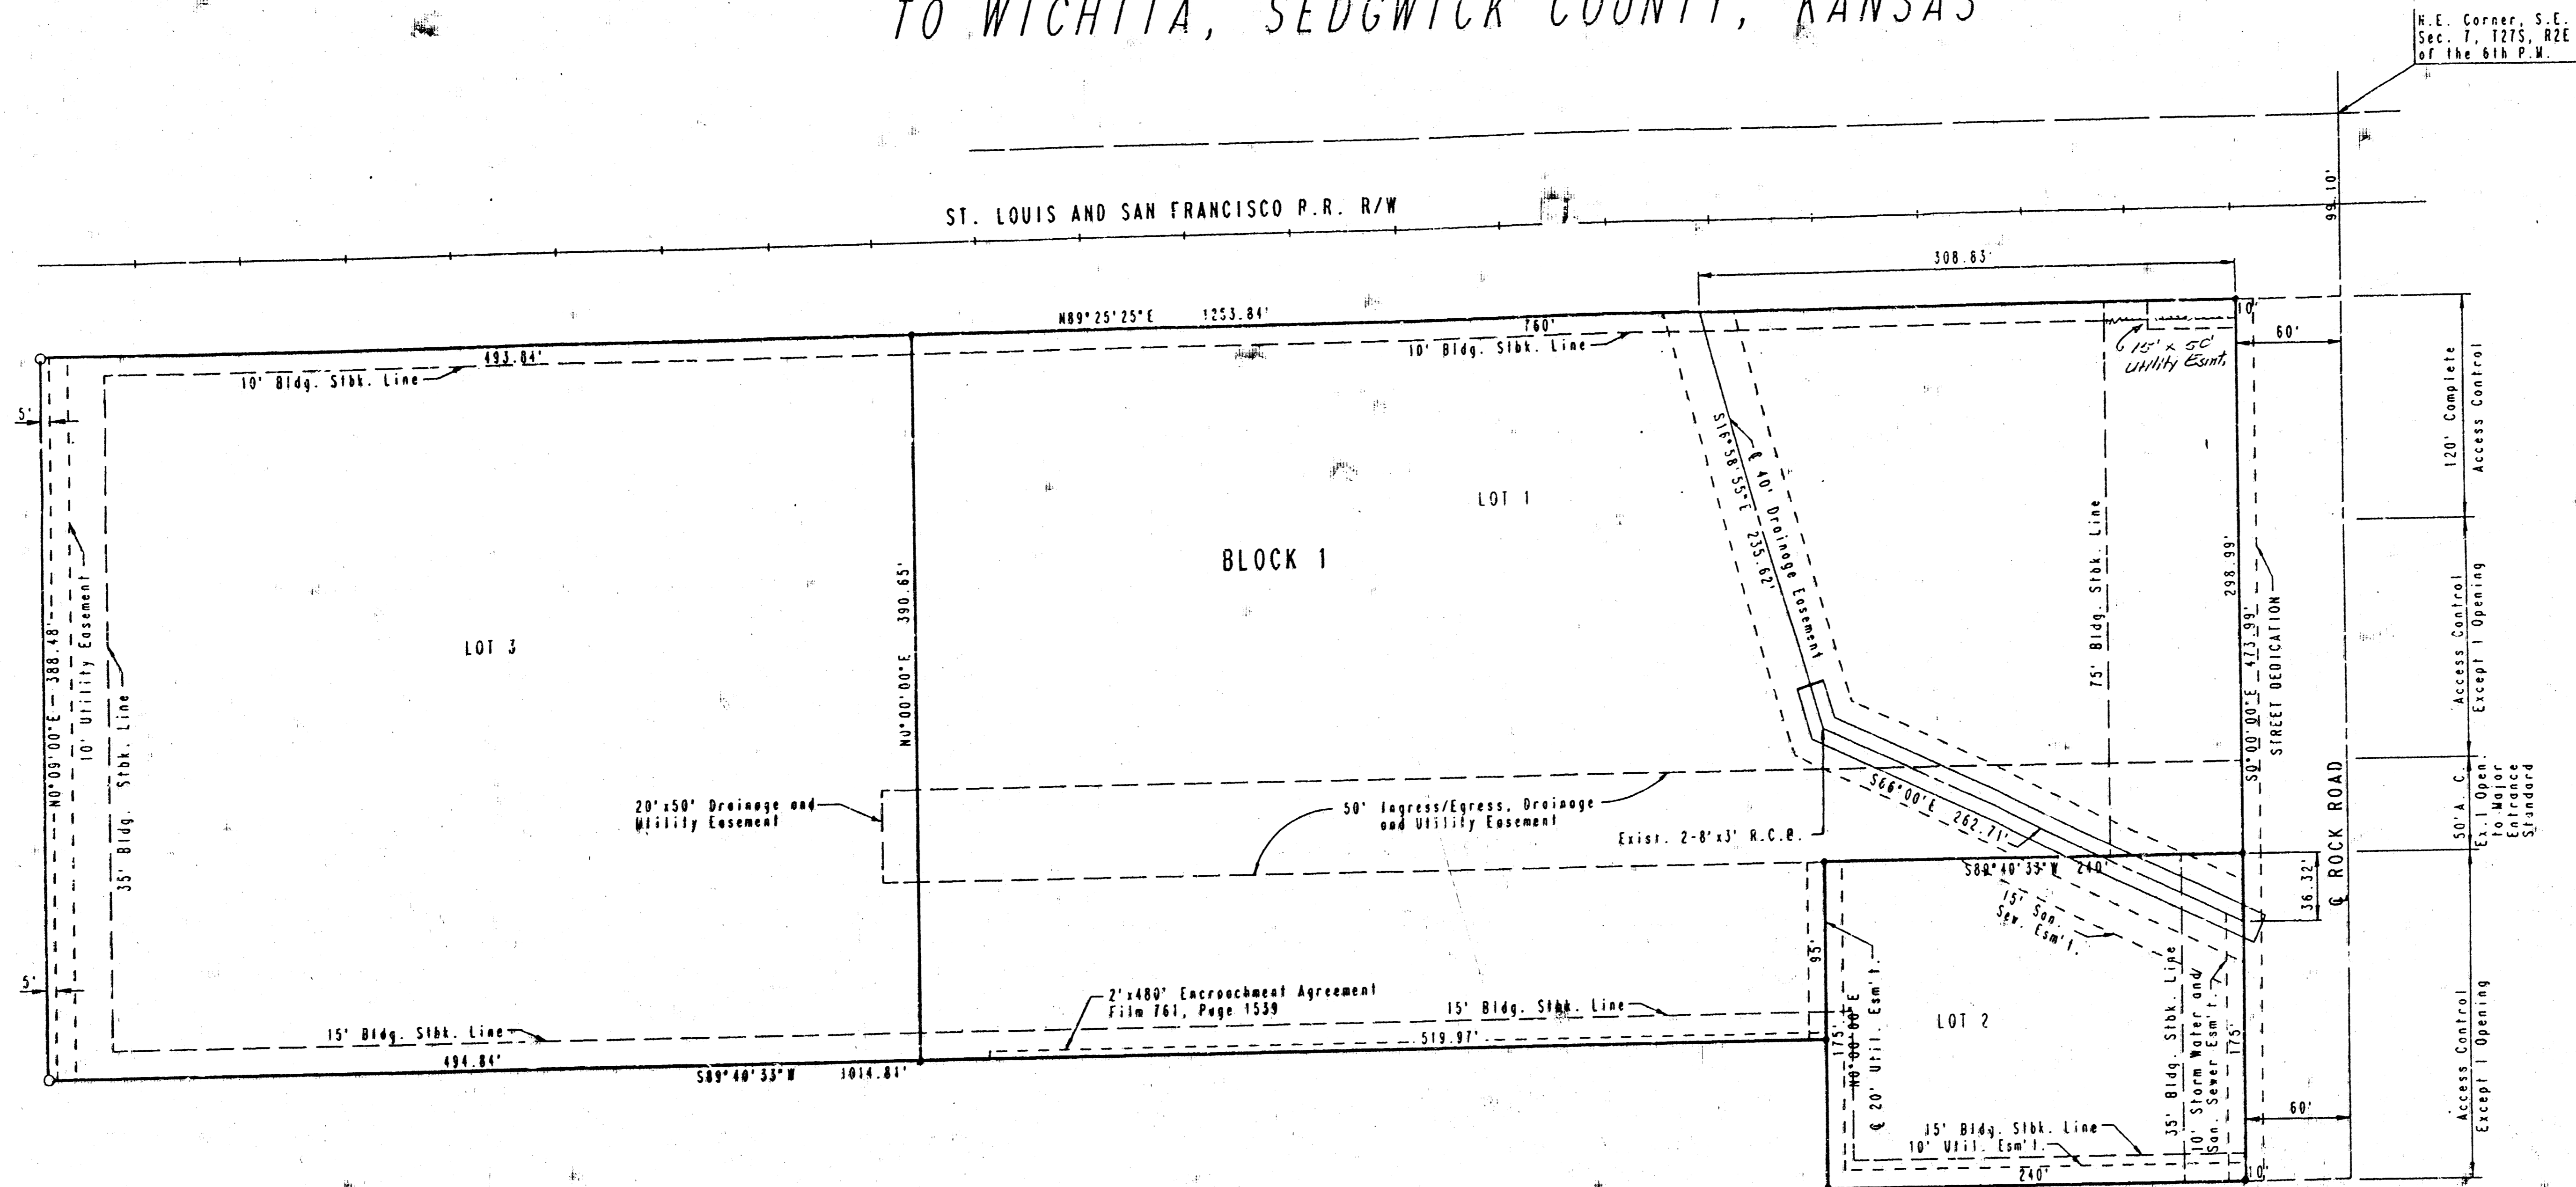 TO WICHITA, SEDGWICK COUNTY, KANSAS
N.E. Corner, S.E.
Sec. 7, T27S, R2E
of the 6th P.M.
99.10'
ST. LOUIS AND SAN FRANCISCO R.R. R/W
308.83'
N89°25'25"E 1253.84'
760'
10' Bldg. Stbk. Line
493.84'
10' Bldg. Stbk. Line
10'
60'
15' x 50'
Utility Esmt.
5'
120' Complete
Access Control
S16°58'55"E 235.62'
℄ 40' Drainage Easement
LOT 1
BLOCK 1
LOT 3
N0°00'00"E 390.65'
N0°09'00"E 388.48'
10' Utility Easement
35' Bldg. Stbk. Line
75' Bldg. Stbk. Line
298.99'
S0°00'00"E 473.99'
STREET DEDICATION
Access Control
Except 1 Opening
20'x50' Drainage and
Utility Easement
50' Ingress/Egress, Drainage
and Utility Easement
Exist. 2-8'x3' R.C.B.
S66°00'E 262.71'
℄ ROCK ROAD
50' A. C.
Ex. 1 Open.
to Major
Entrance
Standard
S89°40'33"W 240'
36.32'
15' San.
Sew. Esm't.
95'
℄ 20' Util. Esm't.
5'
2'x480' Encroachment Agreement
Film 761, Page 1539
15' Bldg. Stbk. Line
15' Bldg. Stbk. Line
519.97'
494.84'
S89°40'33"W 1014.81'
175'
N0°00'00"E
LOT 2
35' Bldg. Stbk. Line
10' Storm Water and
San. Sewer Esm't.
175'
60'
Access Control
Except 1 Opening
15' Bldg. Stbk. Line
10' Util. Esm't.
240'
10'